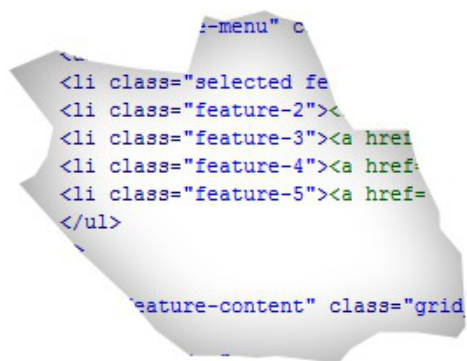 e-menu" c
<li class="selected fe
<li class="feature-2"><
<li class="feature-3"><a hre
<li class="feature-4"><a href=
<li class="feature-5"><a href=
</ul>
eature-content" class="grid